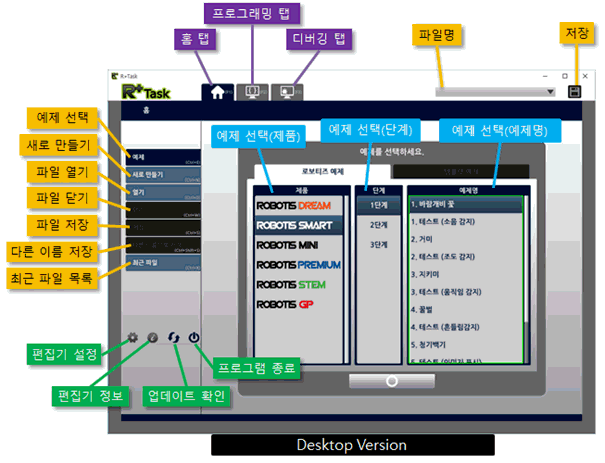 프로그래밍 탭
홈 탭
디버깅 탭
파일명
저장
R+Task
R+Task
홈
예제 선택
새로 만들기
파일 열기
파일 닫기
파일 저장
다른 이름 저장
최근 파일 목록
예제
새로 만들기
열기
최근 파일
예제 선택(제품)
예제 선택(단계)
예제 선택(예제명)
예제를 선택하세요.
로보티즈 예제
제품
단계
예제명
ROBOTIS DREAM
ROBOTIS SMART
ROBOTIS MINI
ROBOTIS PREMIUM
ROBOTIS STEM
ROBOTIS GP
1단계
2단계
3단계
1. 바람개비 꽃
1. 테스트 (소음 감지)
2. 거미
2. 테스트 (조도 감지)
3. 지키미
3. 테스트 (움직임 감지)
4. 꿀벌
4. 테스트 (흔들림감지)
5. 청기백기
편집기 설정
편집기 정보
업데이트 확인
프로그램 종료
Desktop Version